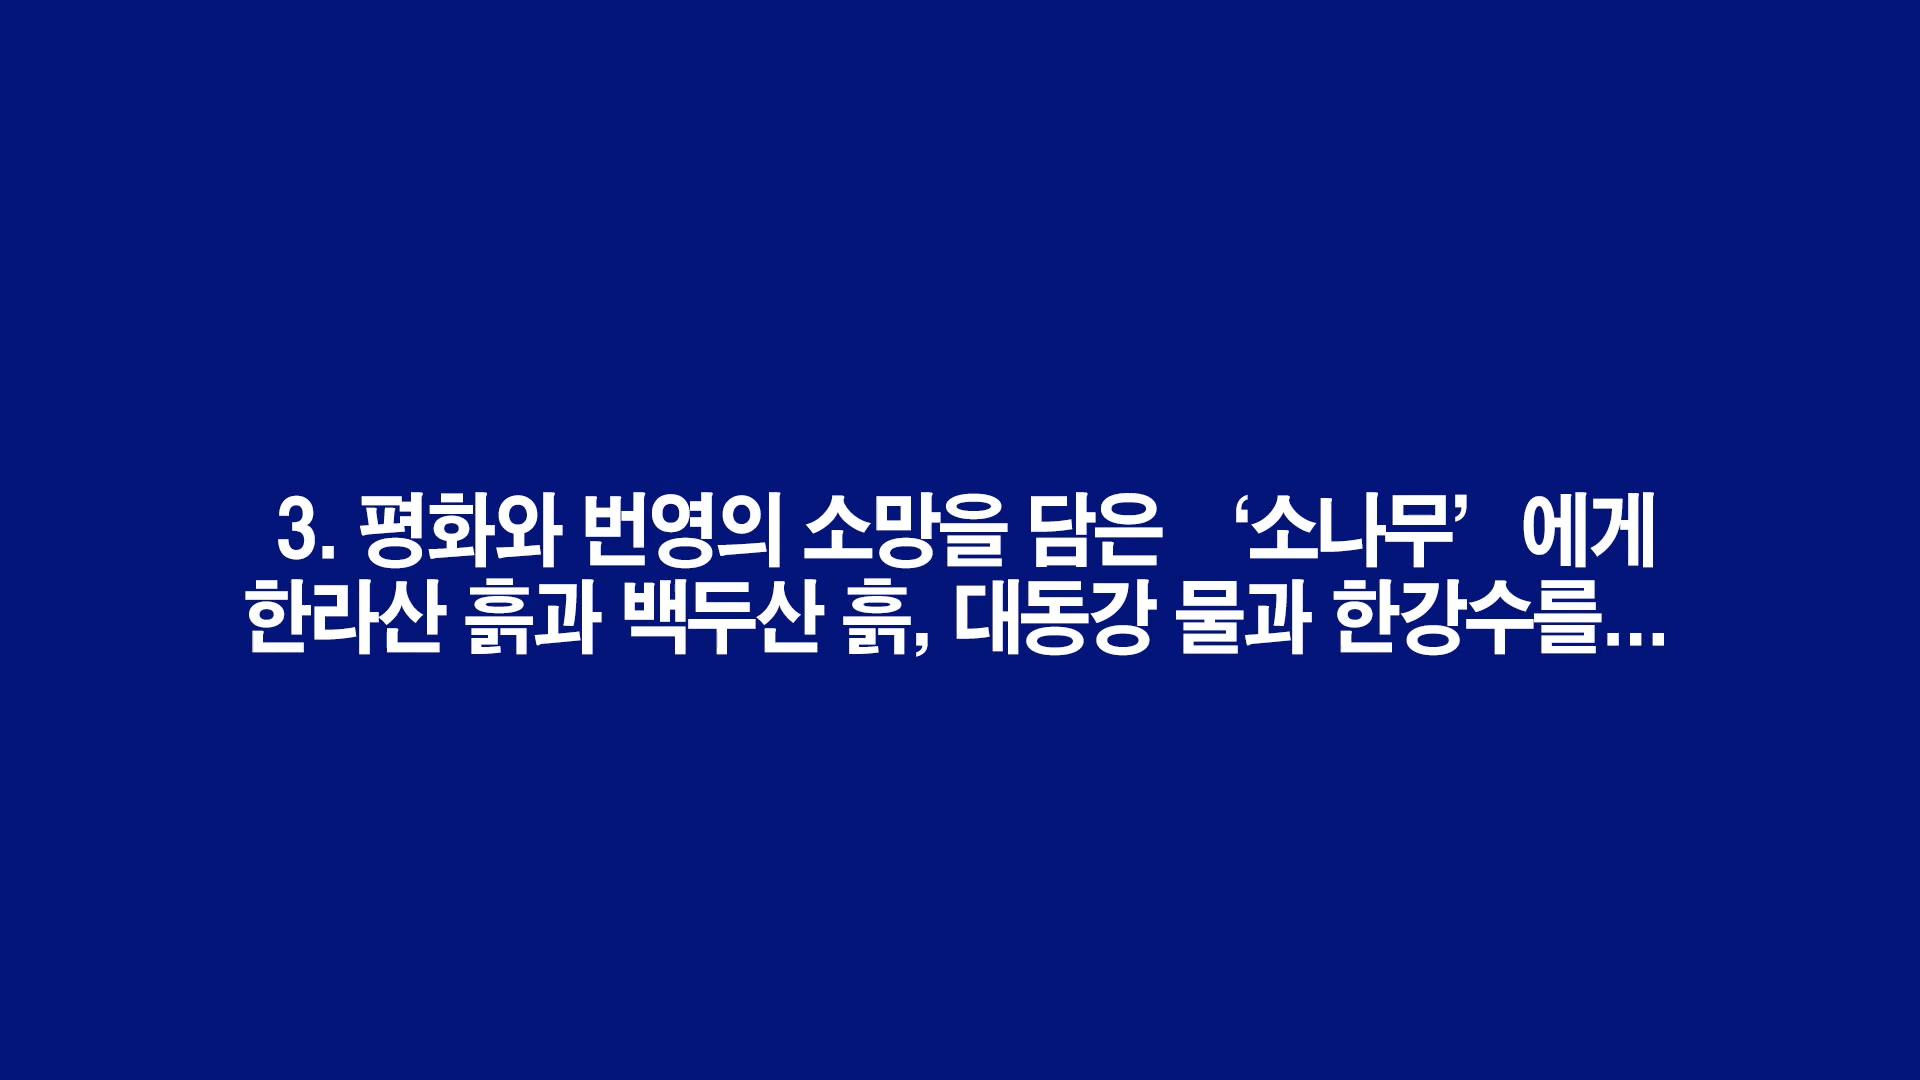 3. 평화와 번영의 소망을 담은 ‘소나무’ 에게
한라산 흙과 백두산 흙, 대동강 물과 한강수를...